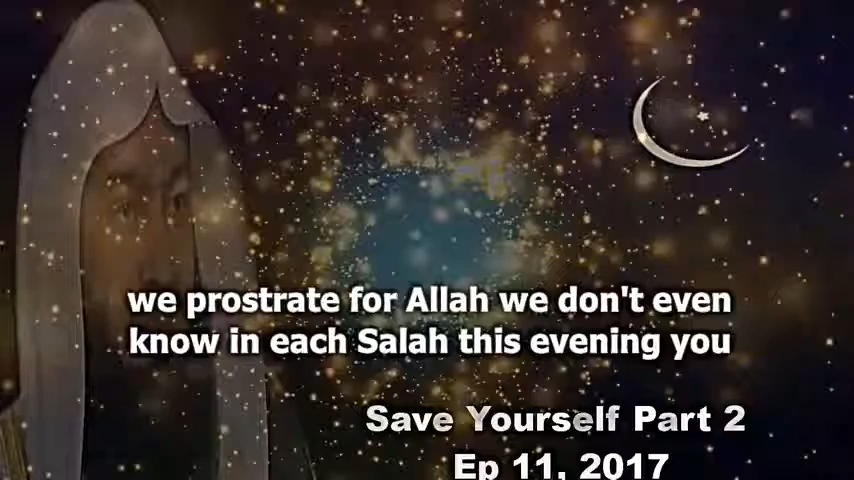 we prostrate for Allah we don't even
know in each Salah this evening you
Save Yourself Part 2
Ep 11, 2017